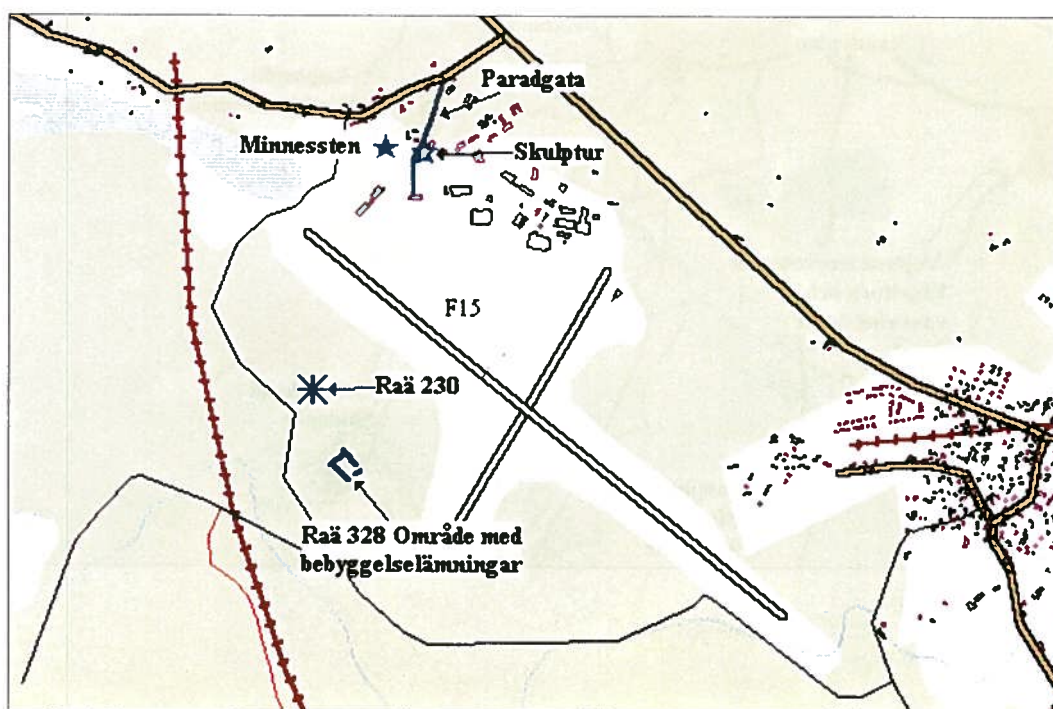 Paradgata
Minnessten
Skulptur
F15
Raä 230
Raä 328 Område med
bebyggelselämningar